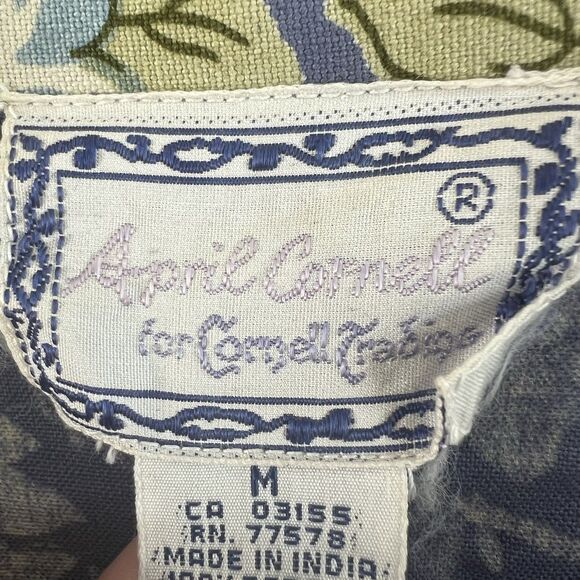 ®
April Cornell
for Cornell Trading
M
CA 03155
RN. 77578
MADE IN INDIA